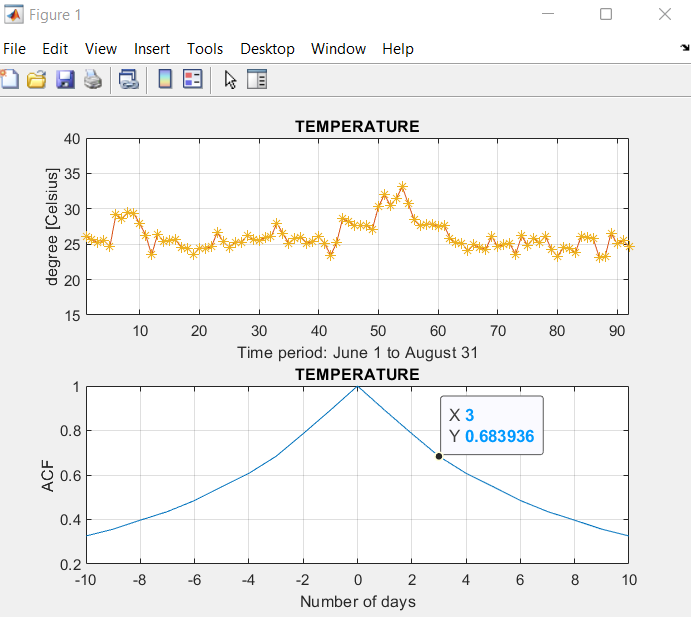 Figure 1
File Edit View Insert Tools Desktop Window Help
TEMPERATURE
40
35
30
25
20
15
degree [Celsius]
10 20 30 40 50 60 70 80 90
Time period: June 1 to August 31
TEMPERATURE
1
0.8
0.6
0.4
0.2
ACF
X 3
Y 0.683936
-10 -8 -6 -4 -2 0 2 4 6 8 10
Number of days